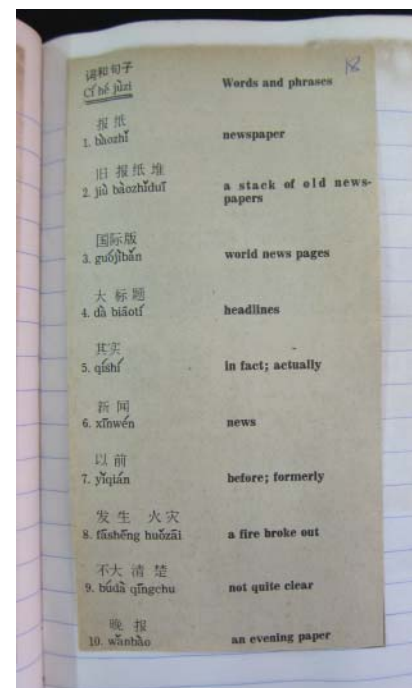 18
词和句子
Cí hé jùzi Words and phrases
报纸
1. bàozhǐ newspaper
旧报纸堆
2. jiù bàozhǐduī a stack of old news-
papers
国际版
3. guójìbǎn world news pages
大标题
4. dà biāotí headlines
其实
5. qíshí in fact; actually
新闻
6. xīnwén news
以前
7. yǐqián before; formerly
发生 火灾
8. fāshēng huǒzāi a fire broke out
不大清楚
9. búdà qīngchu not quite clear
晚报
10. wǎnbào an evening paper